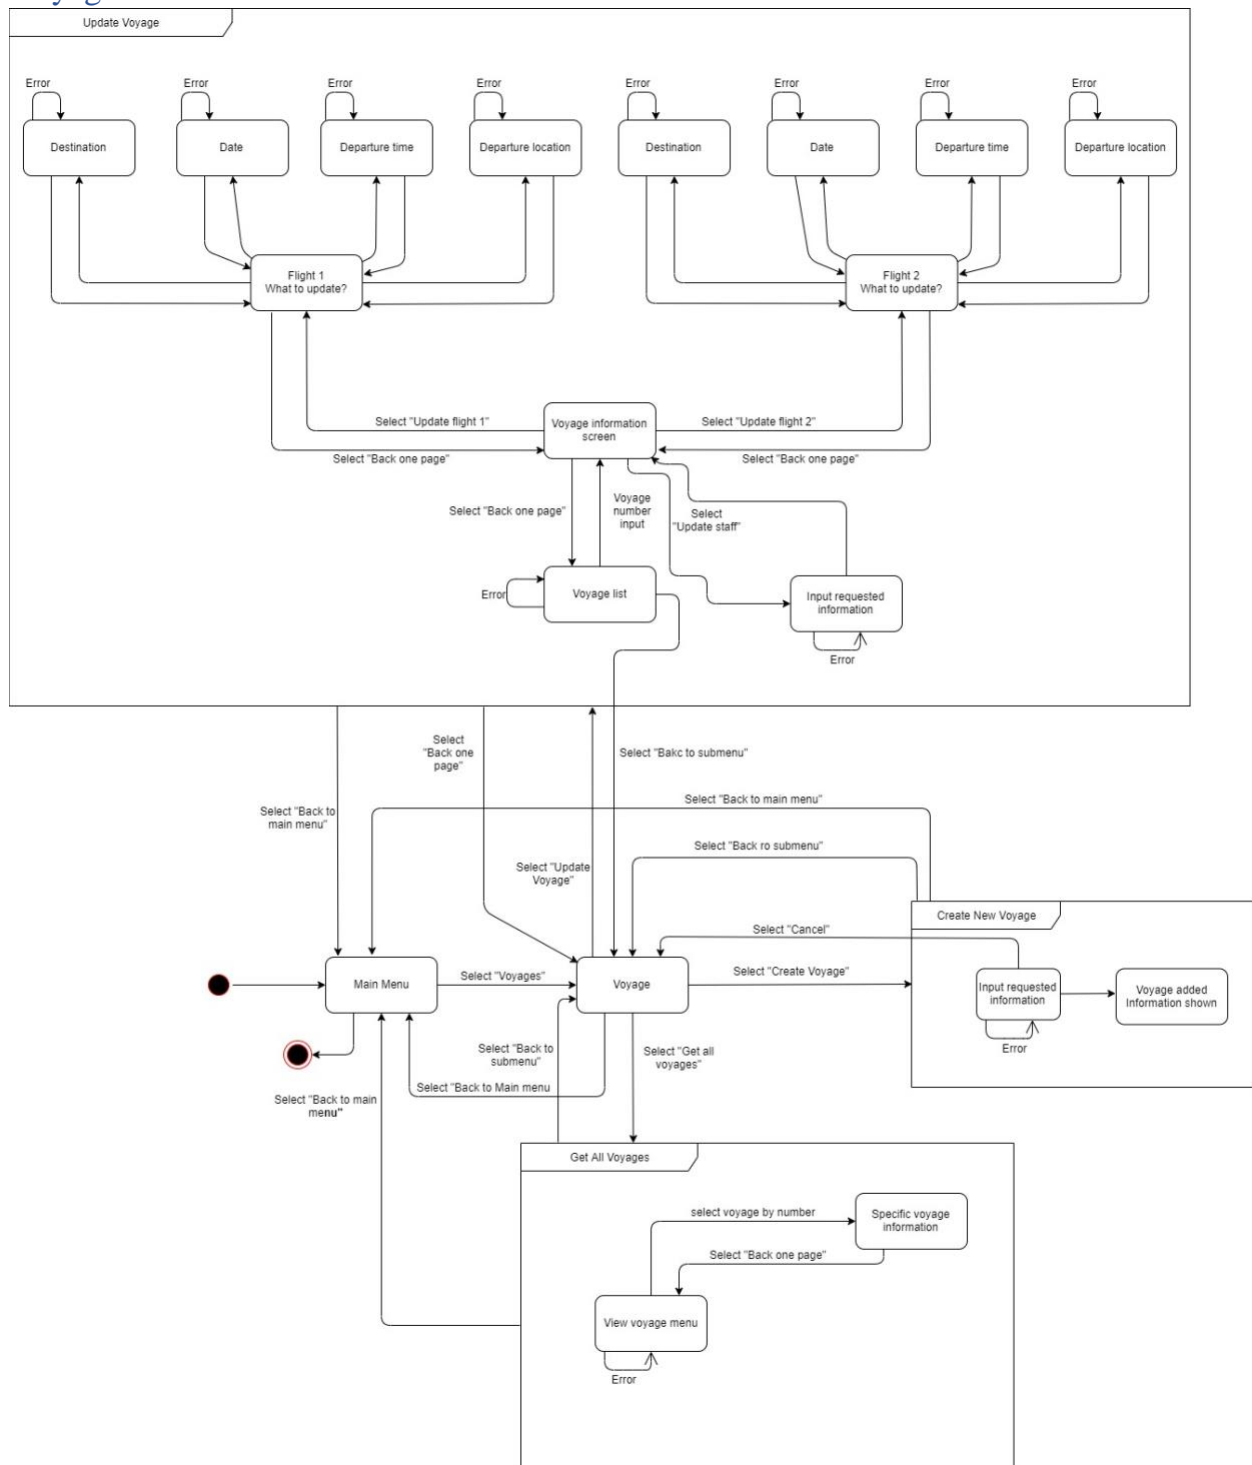 Update Voyage
Error
Error
Error
Error
Error
Error
Error
Error
Destination
Date
Departure time
Departure location
Destination
Date
Departure time
Departure location
Flight 1
What to update?
Flight 2
What to update?
Select "Update flight 1"
Voyage information
screen
Select "Update flight 2"
Select "Back one page"
Select "Back one page"
Select "Back one page"
Voyage
number
input
Select
"Update staff"
Error
Voyage list
Input requested
information
Error
Select
"Back one
page"
Select "Bakc to submenu"
Select "Back to
main menu"
Select "Back to main menu"
Select "Back ro submenu"
Select "Update
Voyage"
Create New Voyage
Select "Cancel"
Main Menu
Select "Voyages"
Voyage
Select "Create Voyage"
Input requested
information
Voyage added
Information shown
Error
Select "Back to
submenu"
Select "Get all
voyages"
Select "Back to Main menu
Select "Back to main
menu"
Get All Voyages
select voyage by number
Specific voyage
information
Select "Back one page"
View voyage menu
Error